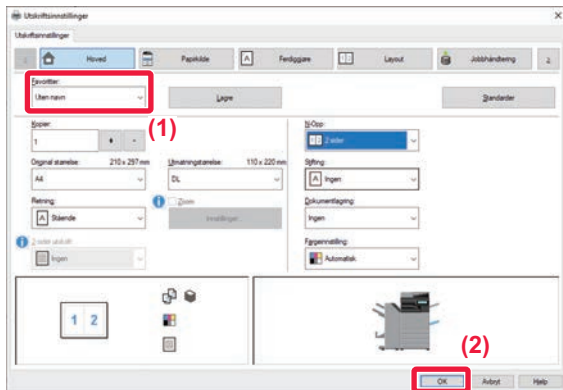 Utskriftsinnstillinger
Utskriftsinnstillinger
Hoved Papirkilde Ferdiggjøre Layout Jobbhåndtering
Favoritter:
Uten navn Lagre Standarder
(1)
Kopier: N-Opp:
1 2 sider
Original størrelse: 210 x 297 mm Utmatningstørrelse: 110 x 220 mm Stifting:
A4 DL Ingen
Retning: Zoom Dokumentlagring:
Stående Innstillinger Ingen
2-sider utskrift: Fargeinnstilling:
Ingen Automatisk
1 2
(2)
OK Avbryt Hjelp